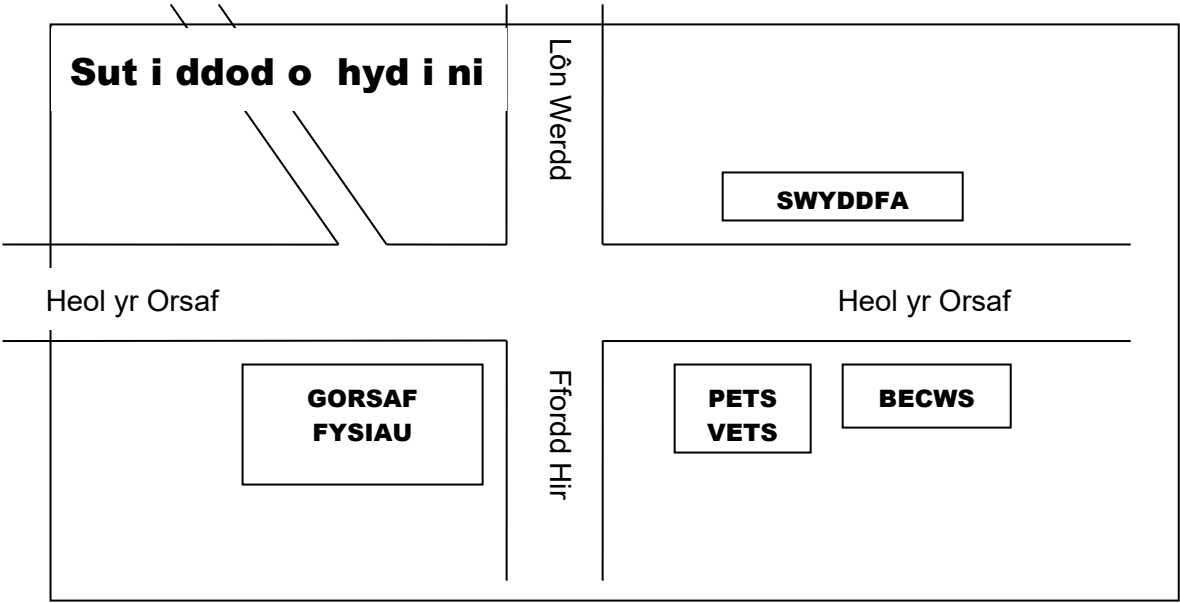 Sut i ddod o hyd i ni
Lôn Werdd
SWYDDFA
Heol yr Orsaf
Heol yr Orsaf
GORSAF
FYSIAU
Ffordd Hir
PETS
VETS
BECWS